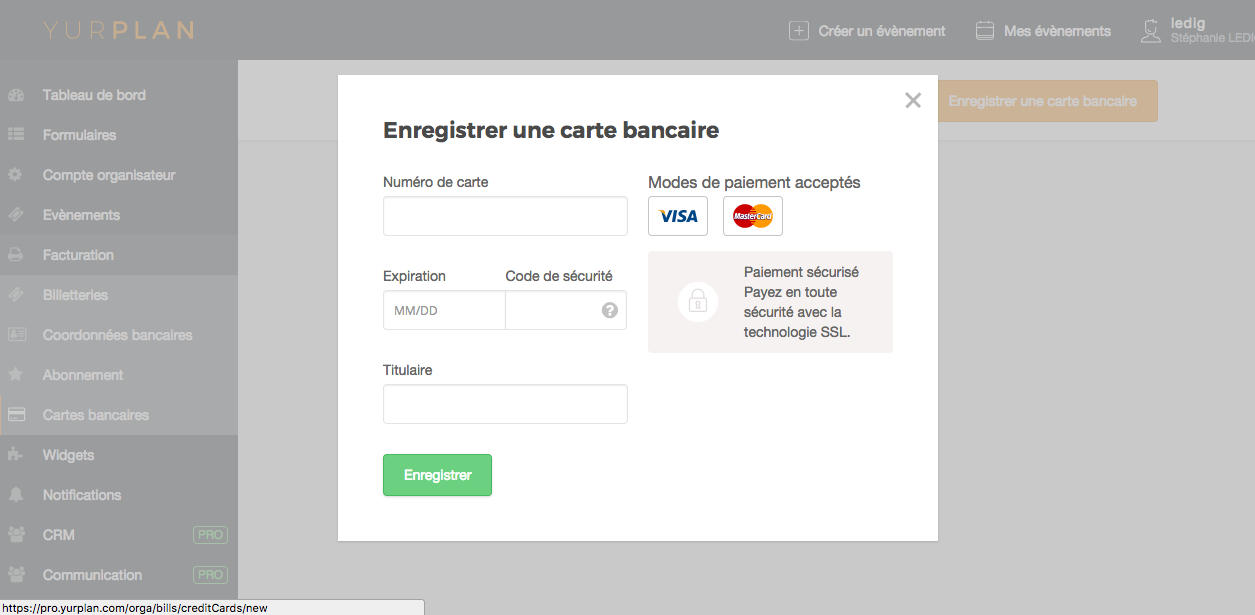 YURPLAN
Créer un évènement
Mes évènements
ledig
Stéphanie LEDI
Tableau de bord
Formulaires
Compte organisateur
Evènements
Facturation
Billetteries
Coordonnées bancaires
Abonnement
Cartes bancaires
Widgets
Notifications
CRM PRO
Communication PRO
Enregistrer une carte bancaire
Enregistrer une carte bancaire
Numéro de carte
Modes de paiement acceptés
VISA
MasterCard
Expiration
Code de sécurité
MM/DD
?
Paiement sécurisé
Payez en toute
sécurité avec la
technologie SSL.
Titulaire
Enregistrer
https://pro.yurplan.com/orga/bills/creditCards/new